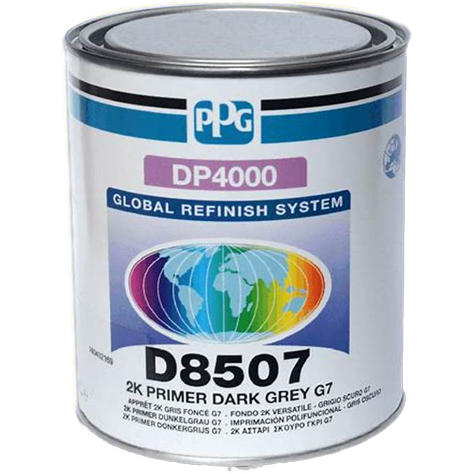 PPG
DP4000
GLOBAL REFINISH SYSTEM
D8507
2K PRIMER DARK GREY G7
APPRÊT 2K GRIS FONCÉ G7 - FONDO 2K VERSATILE - GRIGIO SCURO G7
2K PRIMER DUNKELGRAU G7 - IMPRIMACIÓN POLIFUNCIONAL - GRIS OSCURO
2K PRIMER DONKERGRIJS G7 - 2K ΑΣΤΑΡΙ ΣΚΟΥΡΟ ΓΚΡΙ G7